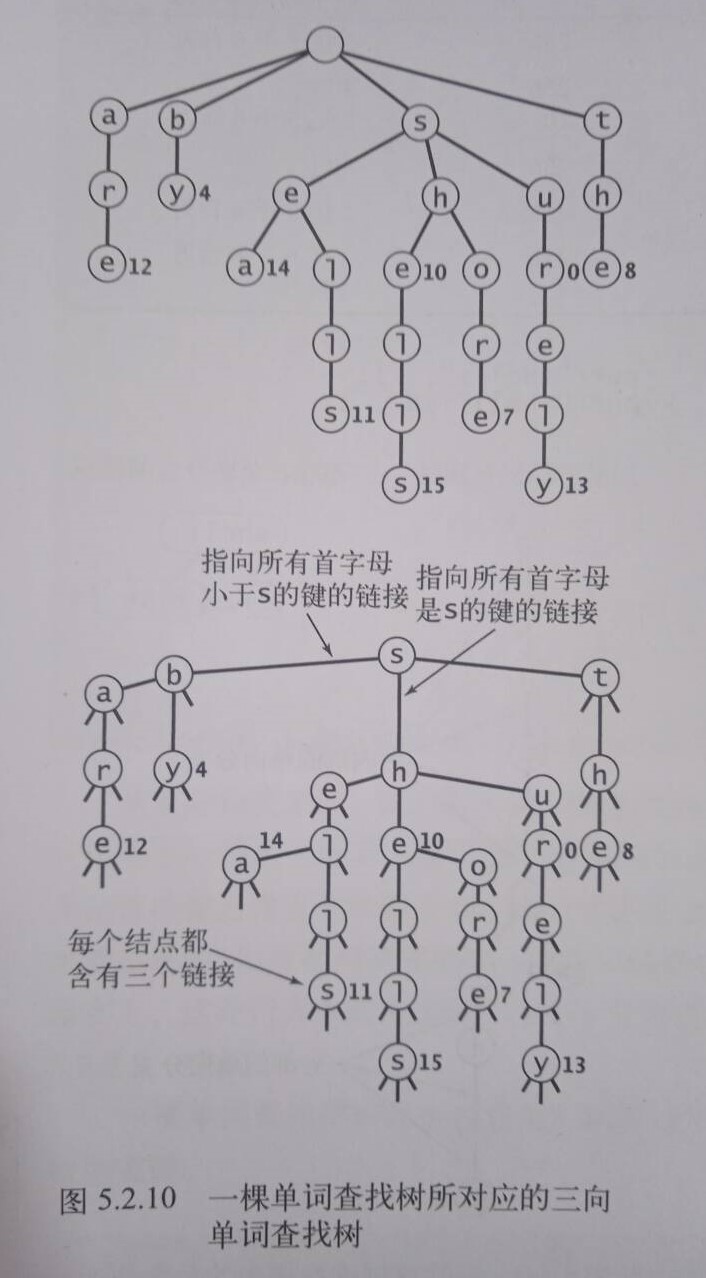 a b s t
r y 4 e h u h
e 12 a 14 l e 10 o r 0 e 8
l l r e
s 11 l e 7 l
s 15 y 13
指向所有首字母
小于s的键的链接
指向所有首字母
是s的键的链接
s
b t
a
r y 4 e h u h
e 12 14 a l e 10 o r 0 e 8
l l r e
每个结点都
含有三个链接
s 11 l e 7 l
s 15 y 13
图 5.2.10 一棵单词查找树所对应的三向
单词查找树